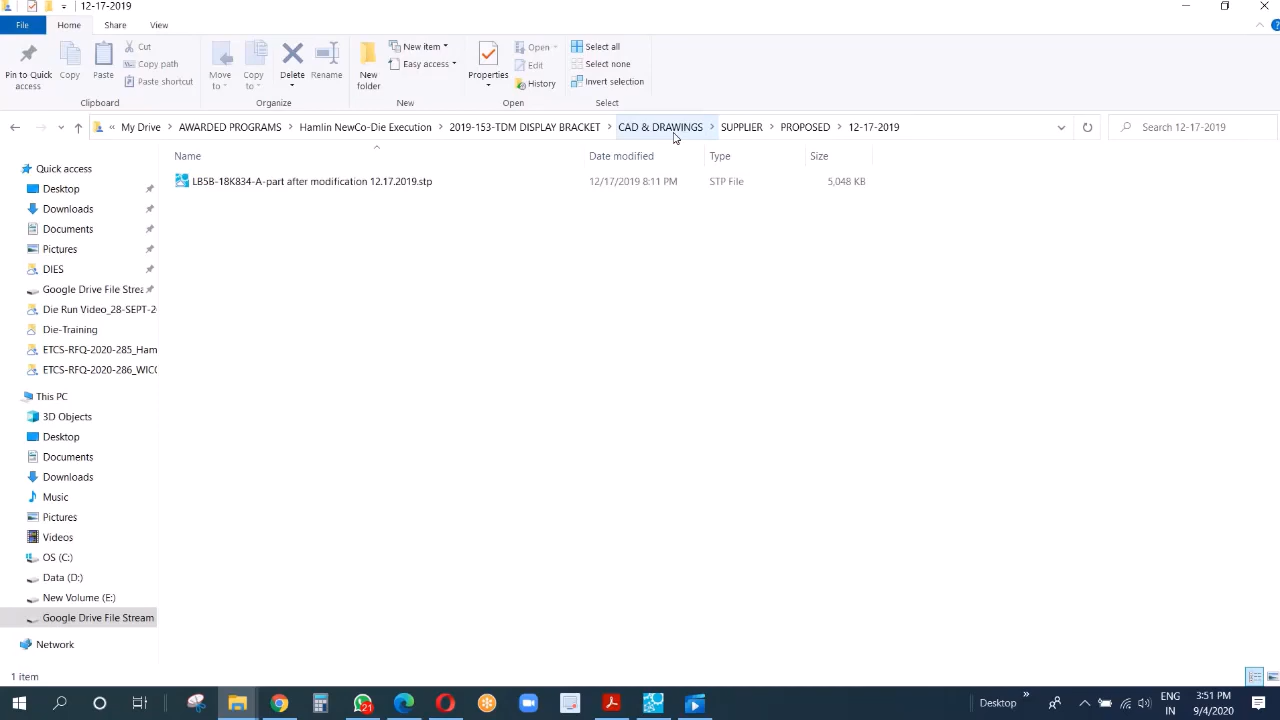 12-17-2019
File Home Share View
Pin to Quick access
Copy
Paste
Cut
Copy path
Paste shortcut
Clipboard
Move to
Copy to
Delete
Rename
Organize
New folder
New item
Easy access
New
Properties
Open
Edit
History
Open
Select all
Select none
Invert selection
Select
« My Drive > AWARDED PROGRAMS > Hamlin NewCo-Die Execution > 2019-153-TDM DISPLAY BRACKET > CAD & DRAWINGS > SUPPLIER > PROPOSED > 12-17-2019
Search 12-17-2019
Name Date modified Type Size
LB5B-18K834-A-part after modification 12.17.2019.stp 12/17/2019 8:11 PM STP File 5,048 KB
Quick access
Desktop
Downloads
Documents
Pictures
DIES
Google Drive File Strea
Die Run Video_28-SEPT-2
Die-Training
ETCS-RFQ-2020-285_Ham
ETCS-RFQ-2020-286_WIC
This PC
3D Objects
Desktop
Documents
Downloads
Music
Pictures
Videos
OS (C:)
Data (D:)
New Volume (E:)
Google Drive File Stream
Network
1 item
21
Desktop
»
ENG
IN
3:51 PM
9/4/2020